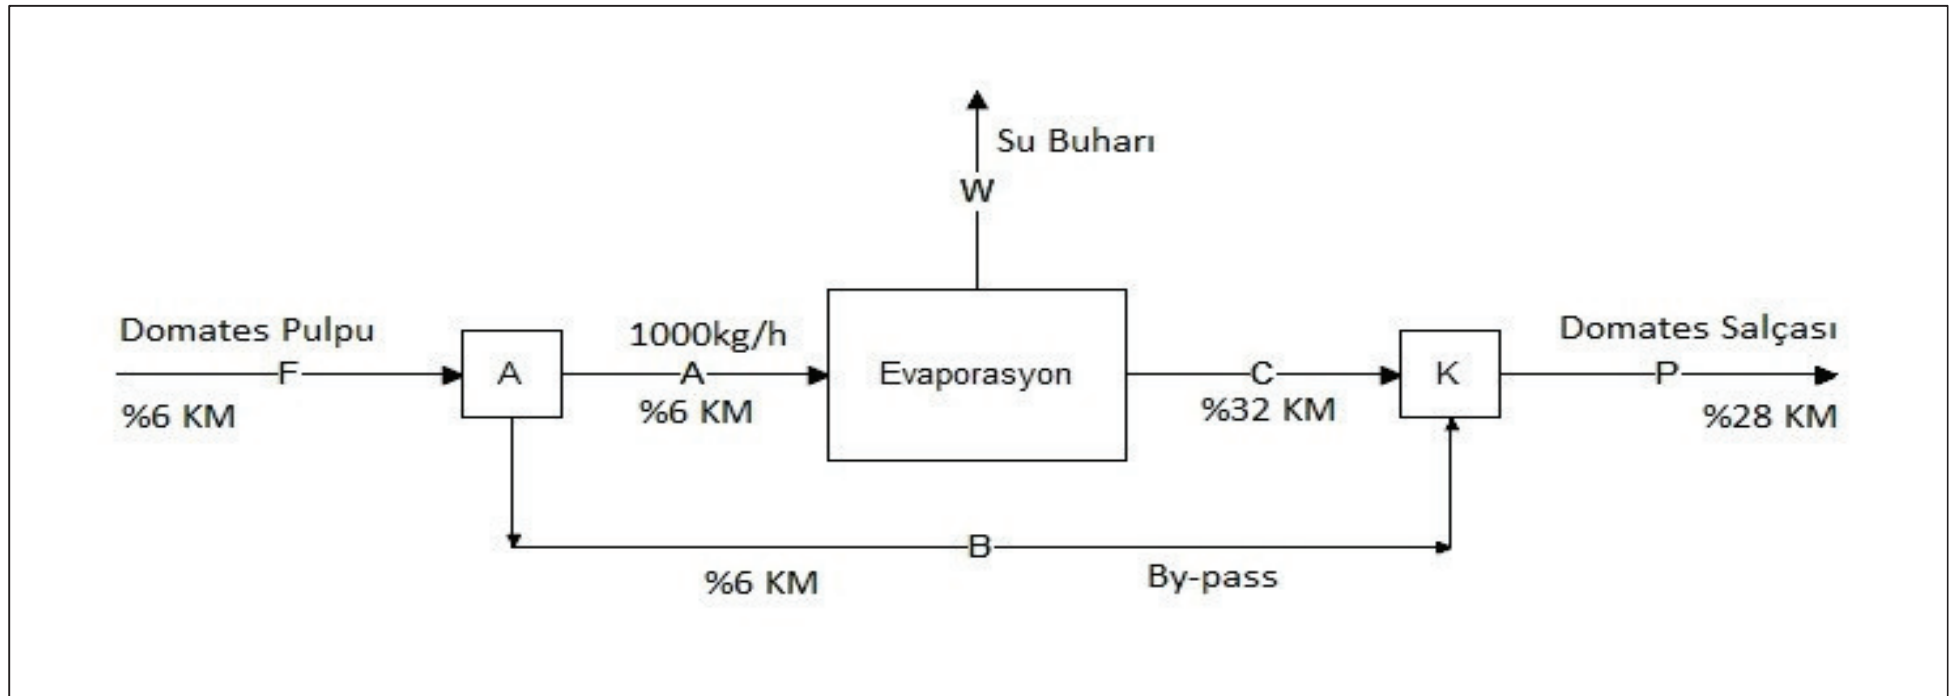 Su Buharı
W
Domates Pulpu
F
%6 KM
A
1000kg/h
A
%6 KM
Evaporasyon
C
%32 KM
K
Domates Salçası
P
%28 KM
B
%6 KM
By-pass